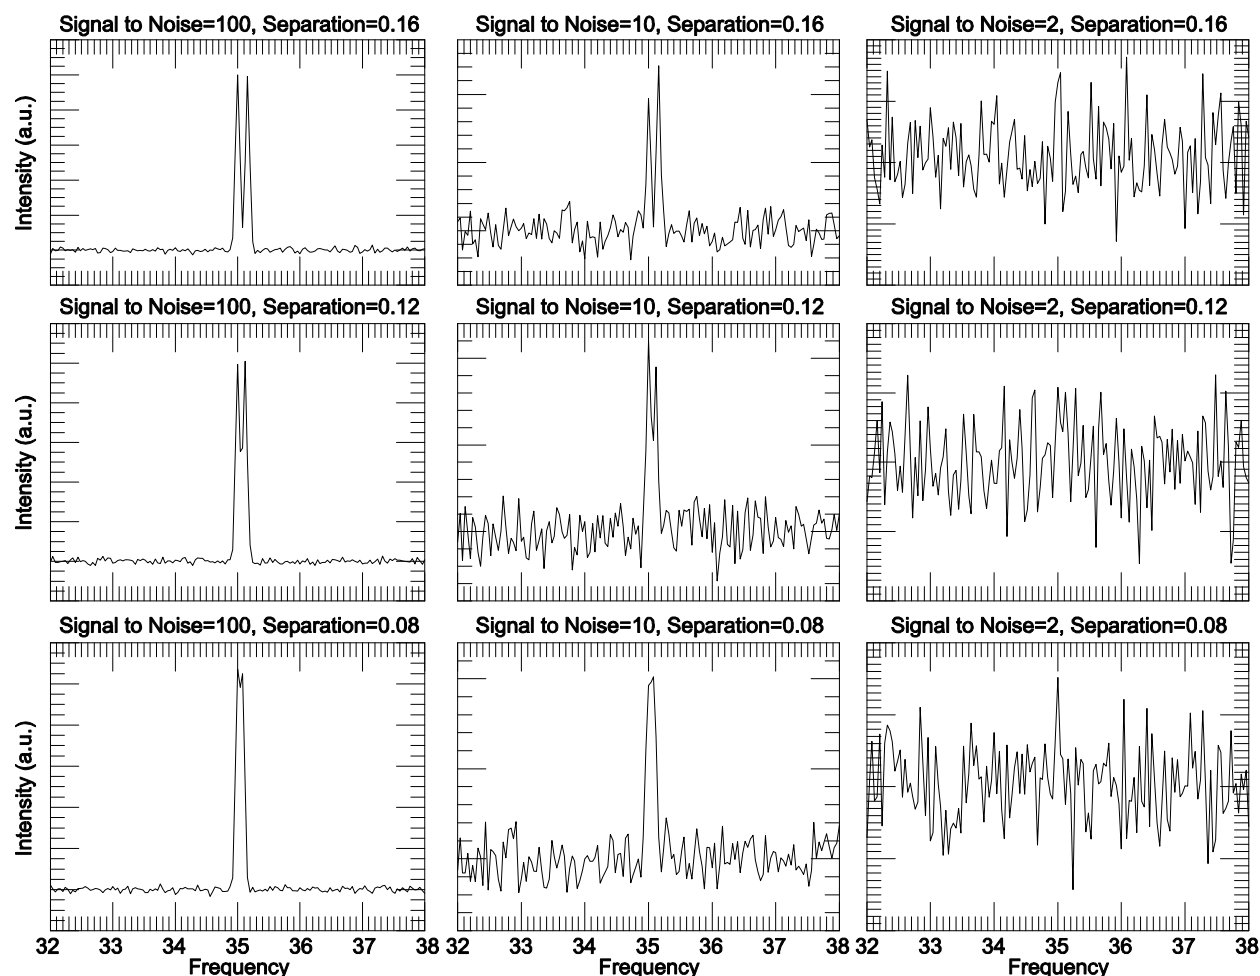 Signal to Noise=100, Separation=0.16
Signal to Noise=10, Separation=0.16
Signal to Noise=2, Separation=0.16
Intensity (a.u.)
Signal to Noise=100, Separation=0.12
Signal to Noise=10, Separation=0.12
Signal to Noise=2, Separation=0.12
Intensity (a.u.)
Signal to Noise=100, Separation=0.08
Signal to Noise=10, Separation=0.08
Signal to Noise=2, Separation=0.08
Intensity (a.u.)
32 33 34 35 36 37 38
32 33 34 35 36 37 38
32 33 34 35 36 37 38
Frequency
Frequency
Frequency